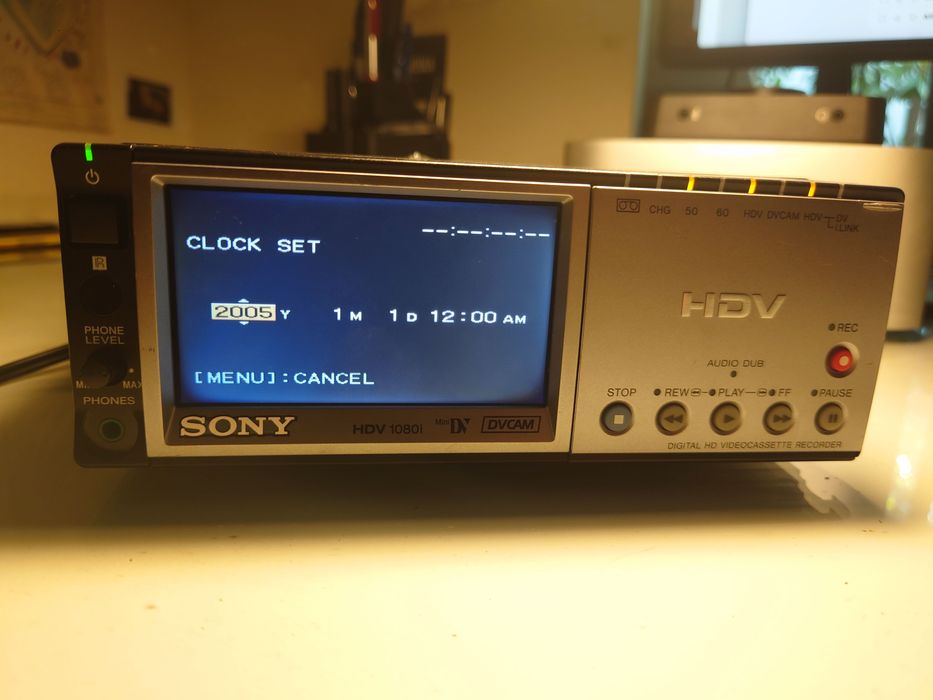 CLOCK SET
--:--:--:--
2005 Y 1 M 1 D 12:00 AM
[MENU]:CANCEL
PHONE
LEVEL
MAX
PHONES
SONY
HDV 1080i
Mini DV
DVCAM
CHG 50 60 HDV DVCAM HDV DV
i.LINK
HDV
REC
AUDIO DUB
STOP REW PLAY FF PAUSE
DIGITAL HD VIDEOCASSETTE RECORDER